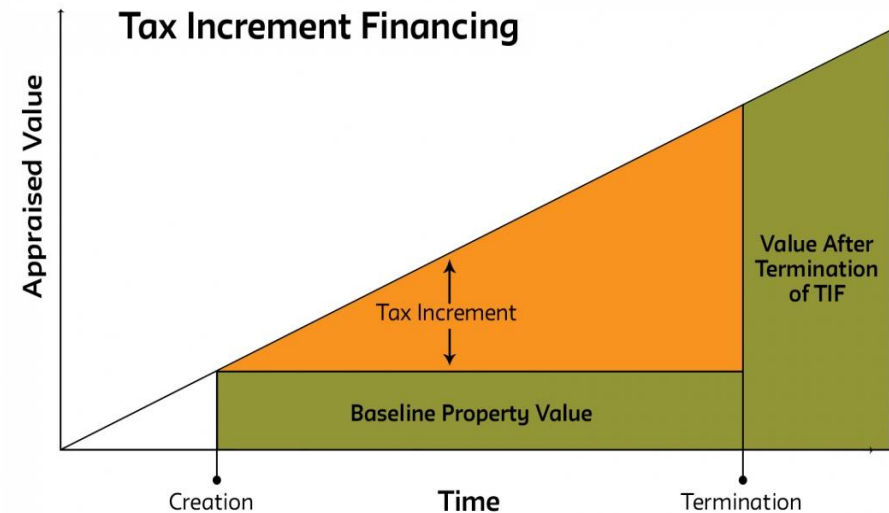 Tax Increment Financing
Appraised Value
Tax Increment
Value After
Termination
of TIF
Baseline Property Value
Creation
Time
Termination